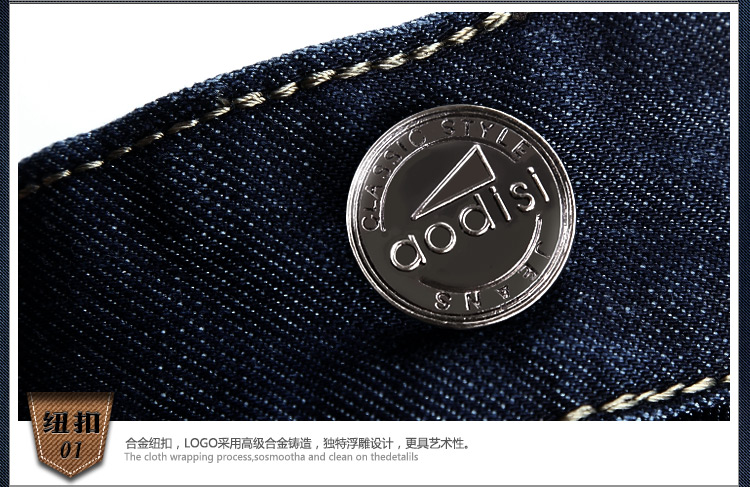 CLASSIC STYLE
aodisi
JEANS
纽扣
01
合金纽扣，LOGO采用高级合金铸造，独特浮雕设计，更具艺术性。
The cloth wrapping process,sosmootha and clean on thedetalils